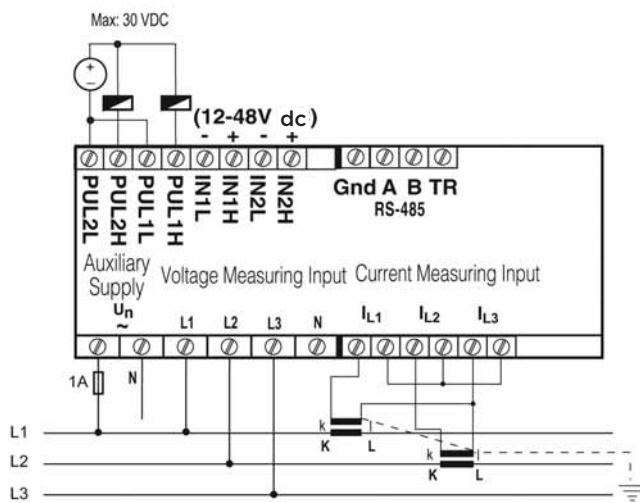 Max: 30 VDC
+
−
(12-48V dc)
- + - +
PUL2L PUL2H PUL1L PUL1H IN1L IN1H IN2L IN2H
Gnd A B TR
RS-485
Auxiliary Supply
Voltage Measuring Input
Current Measuring Input
Un
~
L1 L2 L3 N
IL1 IL2 IL3
1A
N
k l
L1
K L
k l
L2
K L
L3